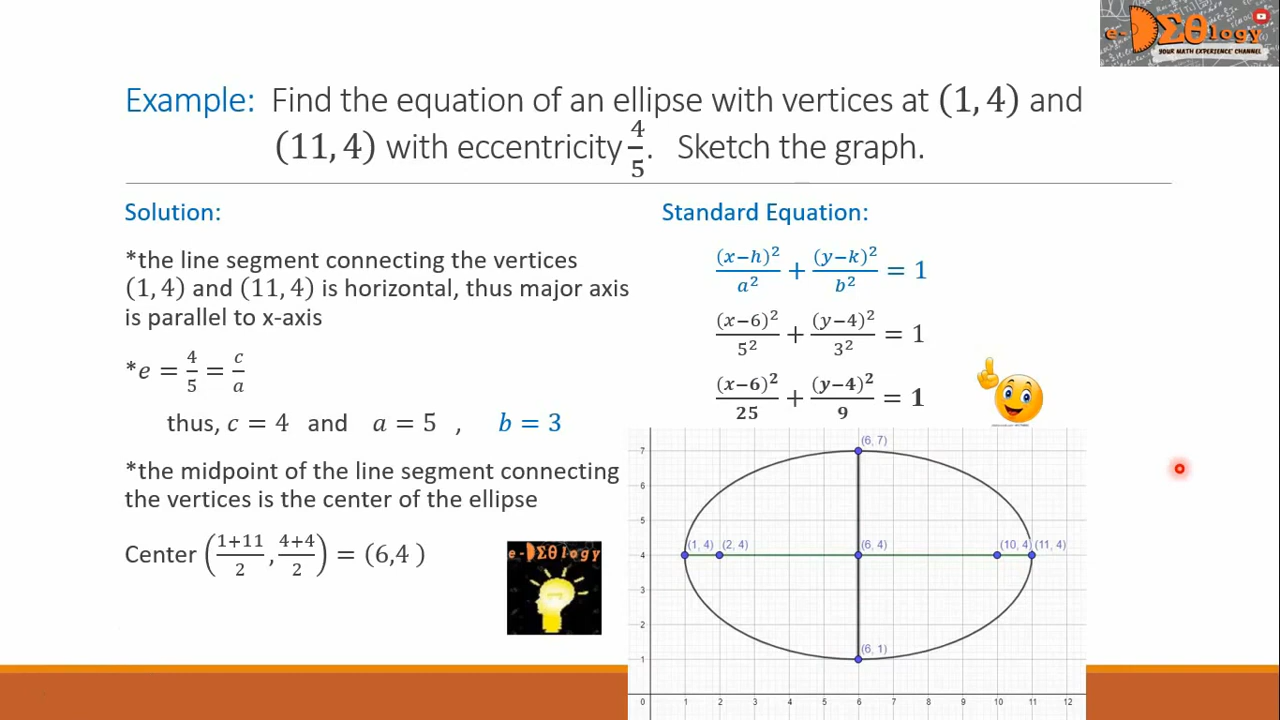 e-DΣθlogy
YOUR MATH EXPERIENCE CHANNEL
Example: Find the equation of an ellipse with vertices at (1, 4) and
(11, 4) with eccentricity 4/5. Sketch the graph.
Solution:
*the line segment connecting the vertices
(1, 4) and (11, 4) is horizontal, thus major axis
is parallel to x-axis
*e = 4/5 = c/a
thus, c = 4 and a = 5 , b = 3
*the midpoint of the line segment connecting
the vertices is the center of the ellipse
Center ((1+11)/2, (4+4)/2) = (6,4 )
e-DΣθlogy
Standard Equation:
(x−h)²/a² + (y−k)²/b² = 1
(x−6)²/5² + (y−4)²/3² = 1
(x−6)²/25 + (y−4)²/9 = 1
(6, 7)
7
6
5
4
(1, 4) (2, 4) (6, 4) (10, 4) (11, 4)
3
2
1
(6, 1)
0 1 2 3 4 5 6 7 8 9 10 11 12